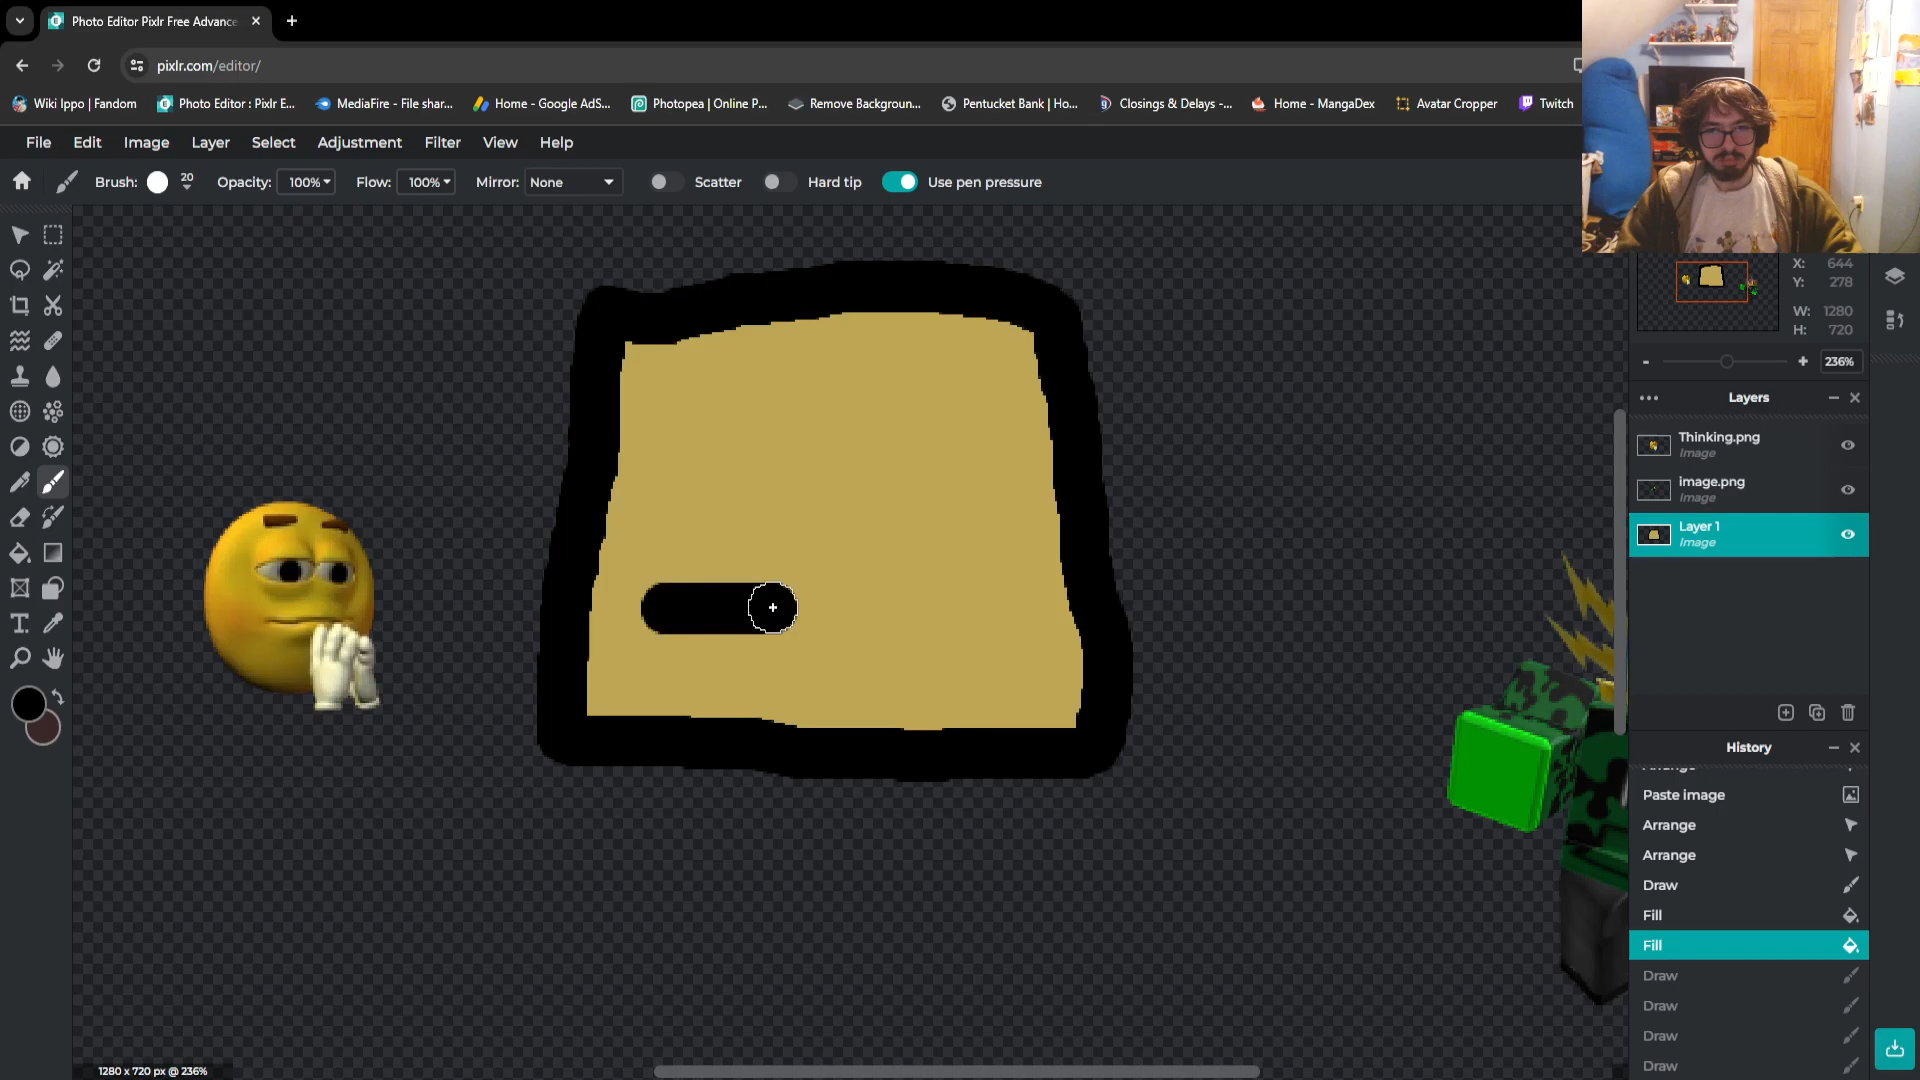 Photo Editor Pixlr Free Advance
pixlr.com/editor/
Wiki Ippo | Fandom
Photo Editor : Pixlr E...
MediaFire - File shar...
Home - Google AdS...
Photopea | Online P...
Remove Backgroun...
Pentucket Bank | Ho...
Closings & Delays -...
Home - MangaDex
Avatar Cropper
Twitch
File Edit Image Layer Select Adjustment Filter View Help
Brush: 20 Opacity: 100% Flow: 100% Mirror: None Scatter Hard tip Use pen pressure
X: 644
Y: 278
W: 1280
H: 720
- + 236%
Layers
Thinking.png
Image
image.png
Image
Layer 1
Image
History
Arrange
Paste image
Arrange
Arrange
Draw
Fill
Fill
Draw
Draw
Draw
Draw
1280 x 720 px @ 236%